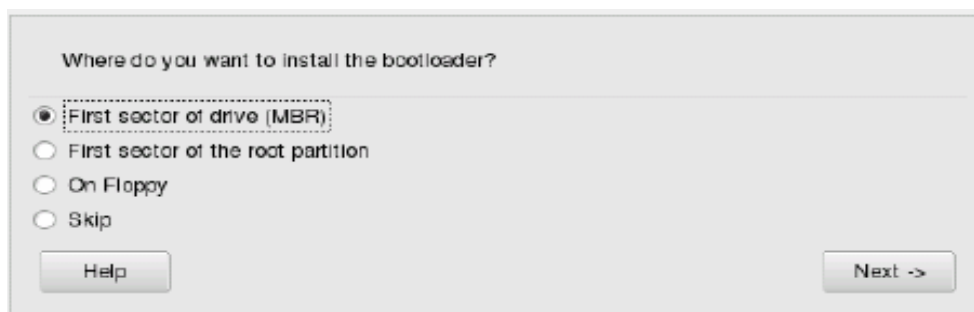 Where do you want to install the bootloader?
First sector of drive (MBR)
First sector of the root partition
On Floppy
Skip
Help
Next ->